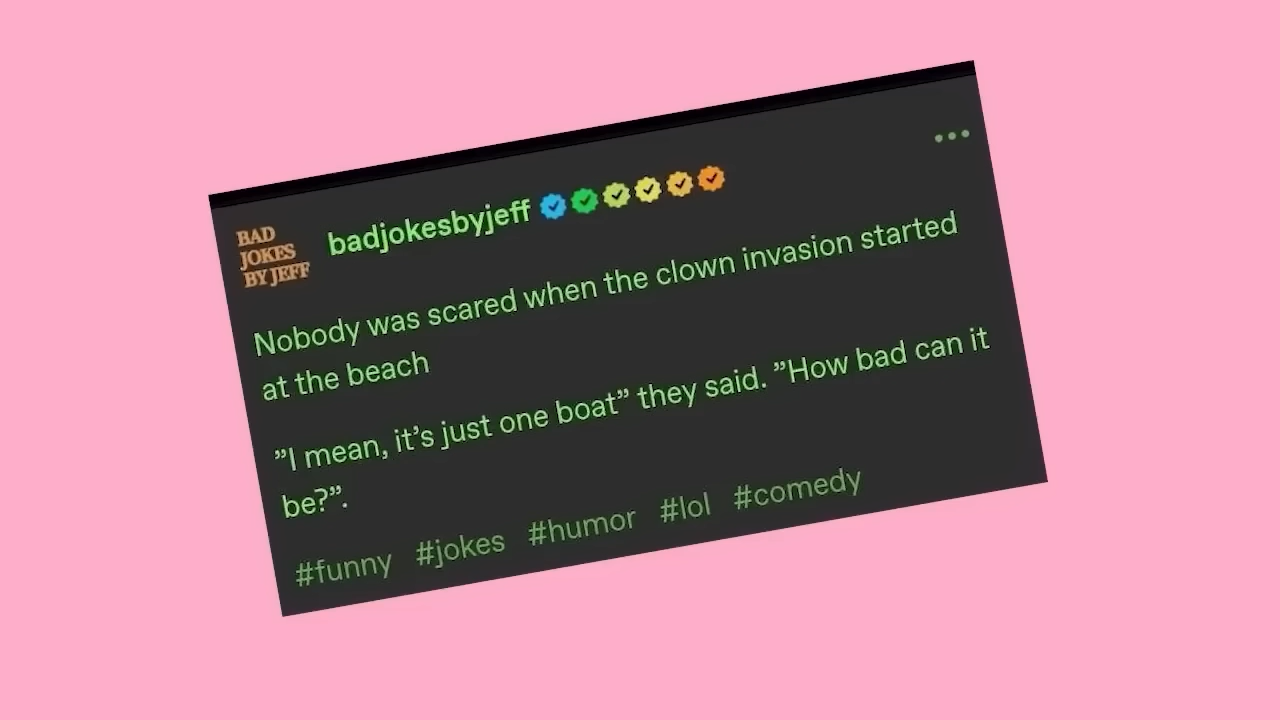 BAD
JOKES
BY JEFF
badjokesbyjeff
Nobody was scared when the clown invasion started
at the beach
”I mean, it’s just one boat” they said. ”How bad can it
be?”.
#funny #jokes #humor #lol #comedy